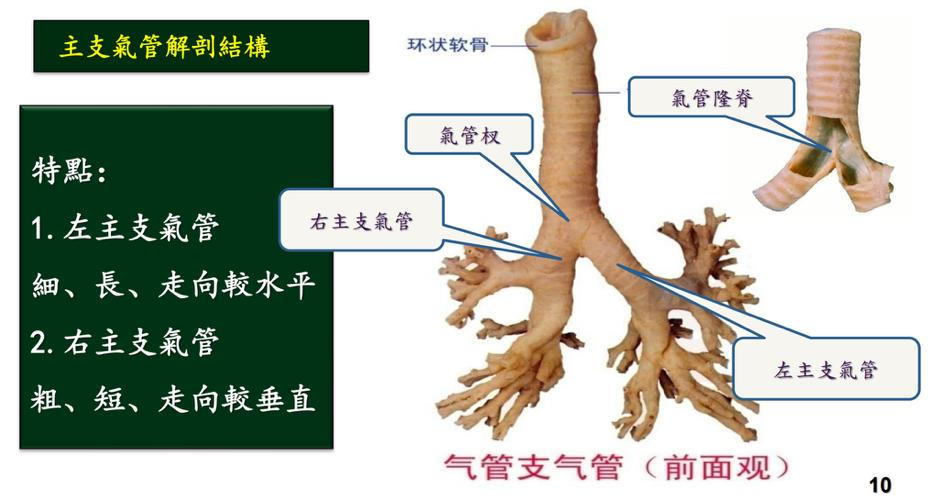 主支氣管解剖結構
特點：
1.左主支氣管
細、長、走向較水平
2.右主支氣管
粗、短、走向較垂直
环状软骨
氣管隆脊
氣管杈
右主支氣管
左主支氣管
气管支气管（前面观）
10